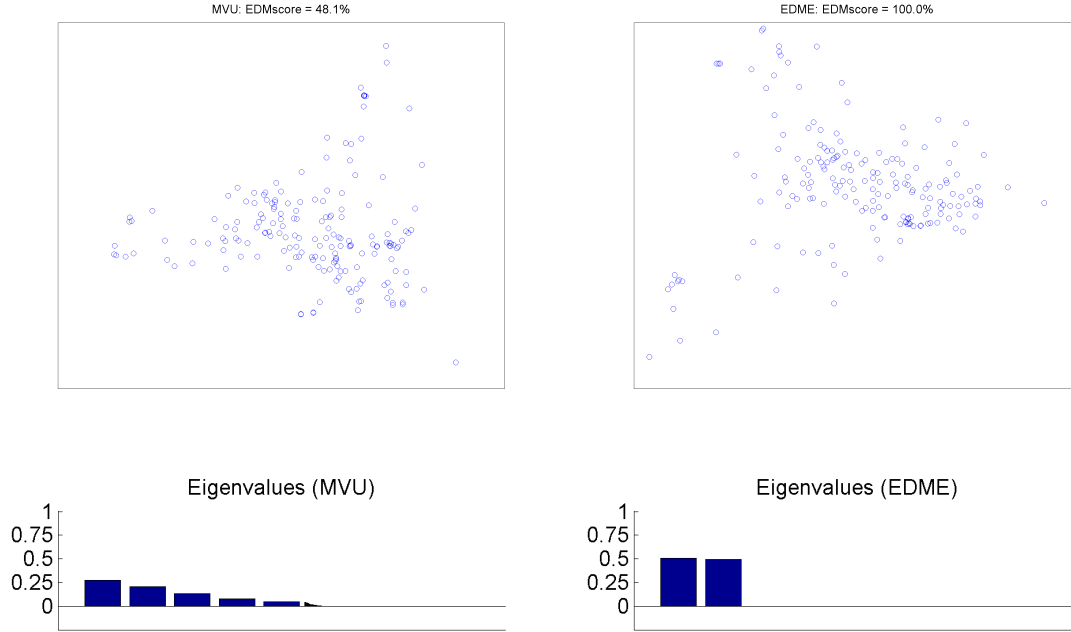 MVU: EDMscore = 48.1%
EDME: EDMscore = 100.0%
Eigenvalues (MVU)
1
0.75
0.5
0.25
0
Eigenvalues (EDME)
1
0.75
0.5
0.25
0